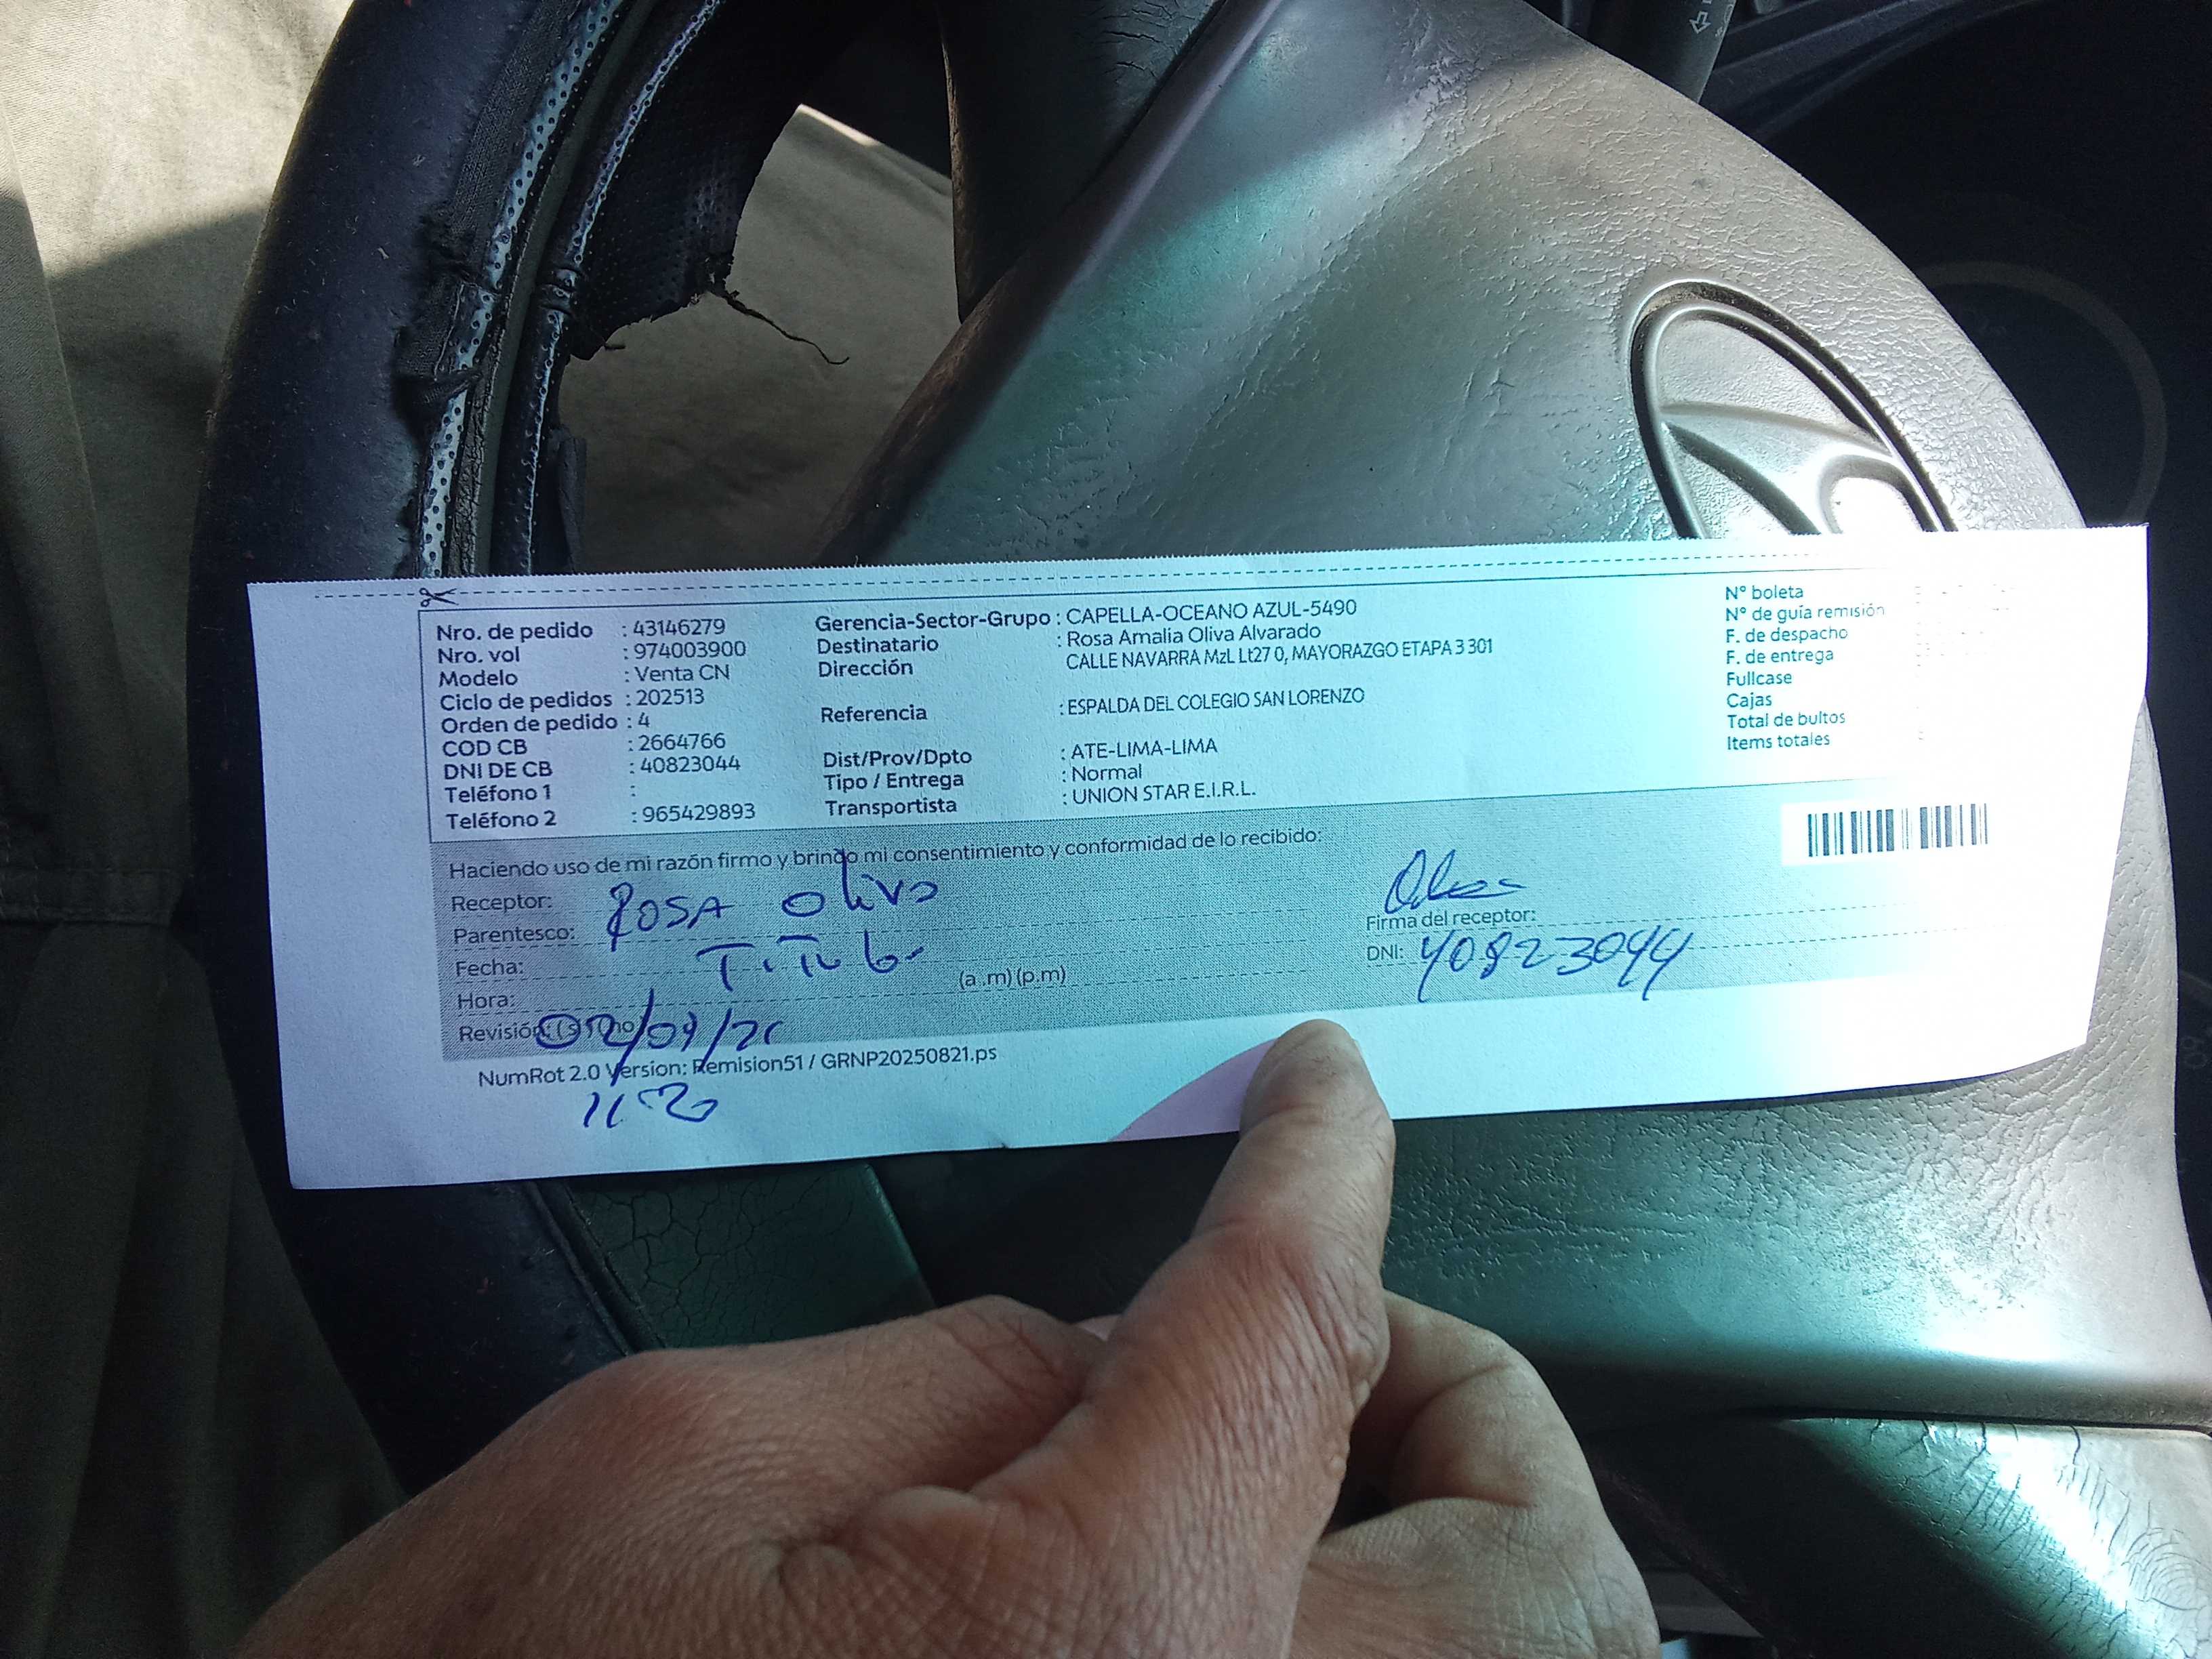 Nro. de pedido : 43146279
Nro. vol : 974003900
Modelo : Venta CN
Ciclo de pedidos : 202513
Orden de pedido : 4
COD CB : 2664766
DNI DE CB : 40823044
Teléfono 1 :
Teléfono 2 : 965429893
Gerencia-Sector-Grupo : CAPELLA-OCEANO AZUL-5490
Destinatario : Rosa Amalia Oliva Alvarado
Dirección CALLE NAVARRA MzL Lt27 0, MAYORAZGO ETAPA 3 301
Referencia : ESPALDA DEL COLEGIO SAN LORENZO
Dist/Prov/Dpto : ATE-LIMA-LIMA
Tipo / Entrega : Normal
Transportista : UNION STAR E.I.R.L.
N° boleta
N° de guía remisión
F. de despacho
F. de entrega
Fullcase
Cajas
Total de bultos
Items totales
Haciendo uso de mi razón firmo y brindo mi consentimiento y conformidad de lo recibido:
Receptor: ROSA Oliva
Parentesco:
Fecha:
Hora: (a .m) (p.m)
Revisión:
Firma del receptor:
DNI: 40823044
NumRot 2.0 Version: Remision51 / GRNP20250821.ps